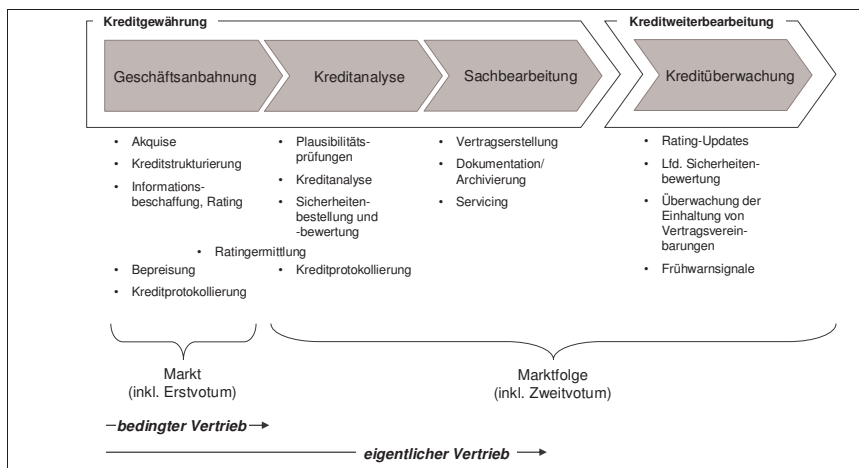 Kreditgewährung
Kreditweiterbearbeitung
Geschäftsanbahnung
Kreditanalyse
Sachbearbeitung
Kreditüberwachung
• Akquise
• Kreditstrukturierung
• Informations-
beschaffung, Rating
• Plausibilitäts-
prüfungen
• Kreditanalyse
• Sicherheiten-
bestellung und
-bewertung
• Ratingermittlung
• Bepreisung
• Kreditprotokollierung
• Kreditprotokollierung
• Vertragserstellung
• Dokumentation/
Archivierung
• Servicing
• Rating-Updates
• Lfd. Sicherheiten-
bewertung
• Überwachung der
Einhaltung von
Vertragsverein-
barungen
• Frühwarnsignale
Markt
(inkl. Erstvotum)
Marktfolge
(inkl. Zweitvotum)
bedingter Vertrieb
eigentlicher Vertrieb